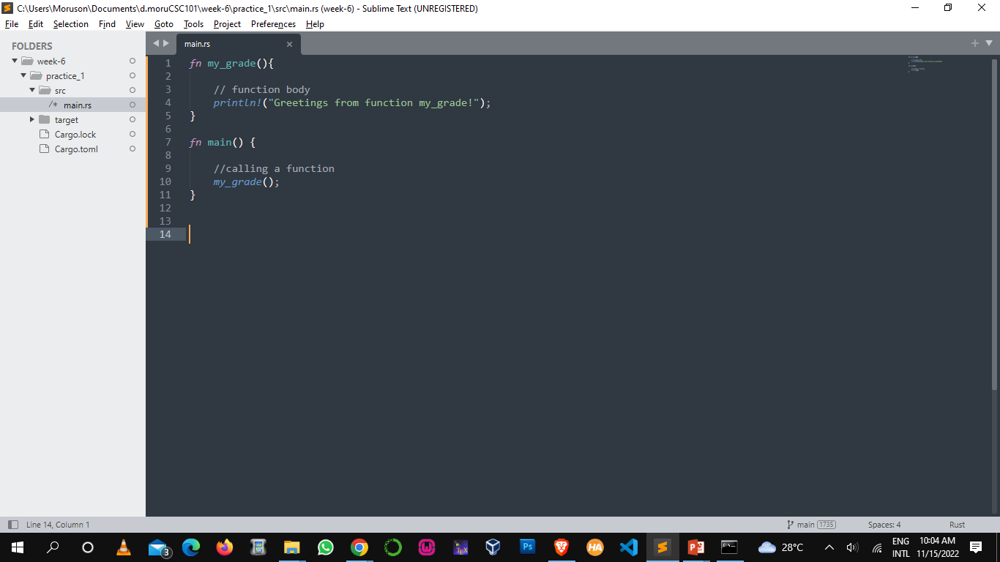 C:\Users\Moruson\Documents\d.moruCSC101\week-6\practice_1\src\main.rs (week-6) - Sublime Text (UNREGISTERED)
File Edit Selection Find View Goto Tools Project Preferences Help
FOLDERS
week-6
practice_1
src
/* main.rs
target
Cargo.lock
Cargo.toml
main.rs
1 fn my_grade(){
2
3     // function body
4     println!("Greetings from function my_grade!");
5 }
6
7 fn main() {
8
9     //calling a function
10     my_grade();
11 }
12
13
14
Line 14, Column 1
main 1735
Spaces: 4
Rust
3
Ps
HA
28°C
ENG
INTL
10:04 AM
11/15/2022